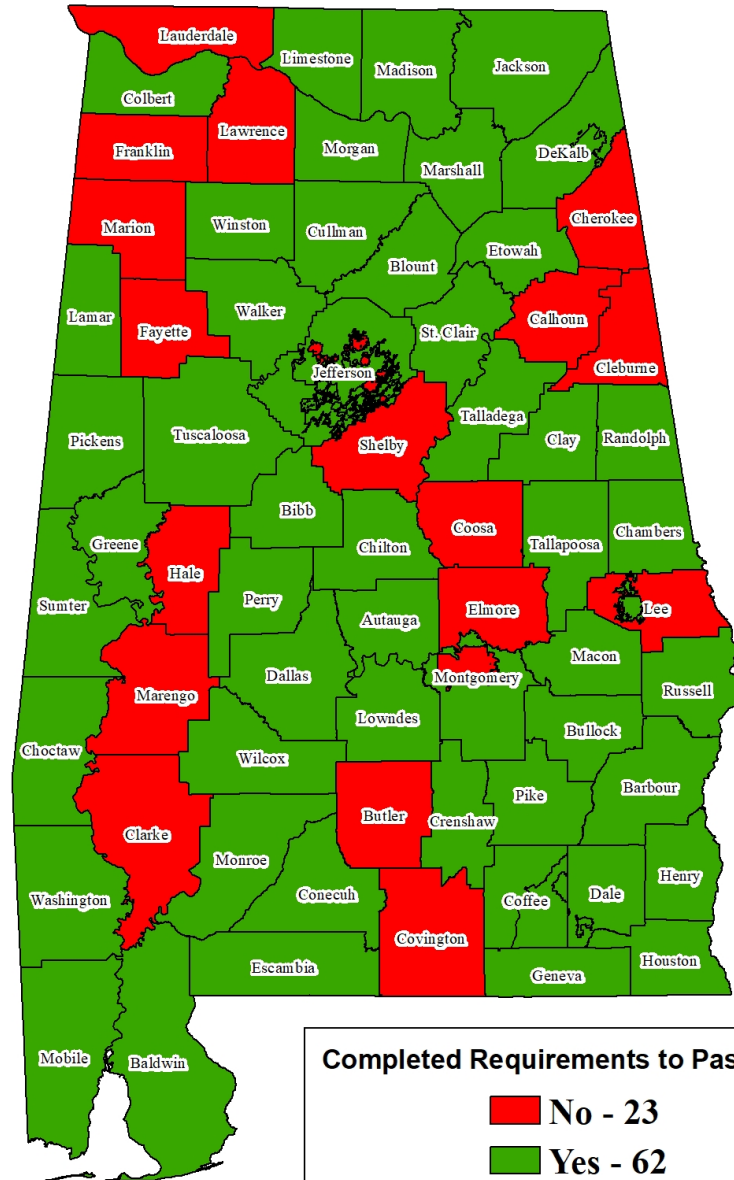 Lauderdale
Limestone
Madison
Jackson
Colbert
Lawrence
Franklin
Morgan
DeKalb
Marshall
Marion
Winston
Cullman
Cherokee
Etowah
Blount
Lamar
Walker
Fayette
St. Clair
Calhoun
Cleburne
Jefferson
Pickens
Tuscaloosa
Shelby
Talladega
Clay
Randolph
Bibb
Greene
Hale
Chilton
Coosa
Tallapoosa
Chambers
Sumter
Perry
Autauga
Elmore
Lee
Marengo
Dallas
Montgomery
Macon
Russell
Choctaw
Lowndes
Bullock
Wilcox
Clarke
Butler
Crenshaw
Pike
Barbour
Monroe
Washington
Conecuh
Coffee
Dale
Henry
Covington
Escambia
Geneva
Houston
Mobile
Baldwin
Completed Requirements to Pas
No - 23
Yes - 62